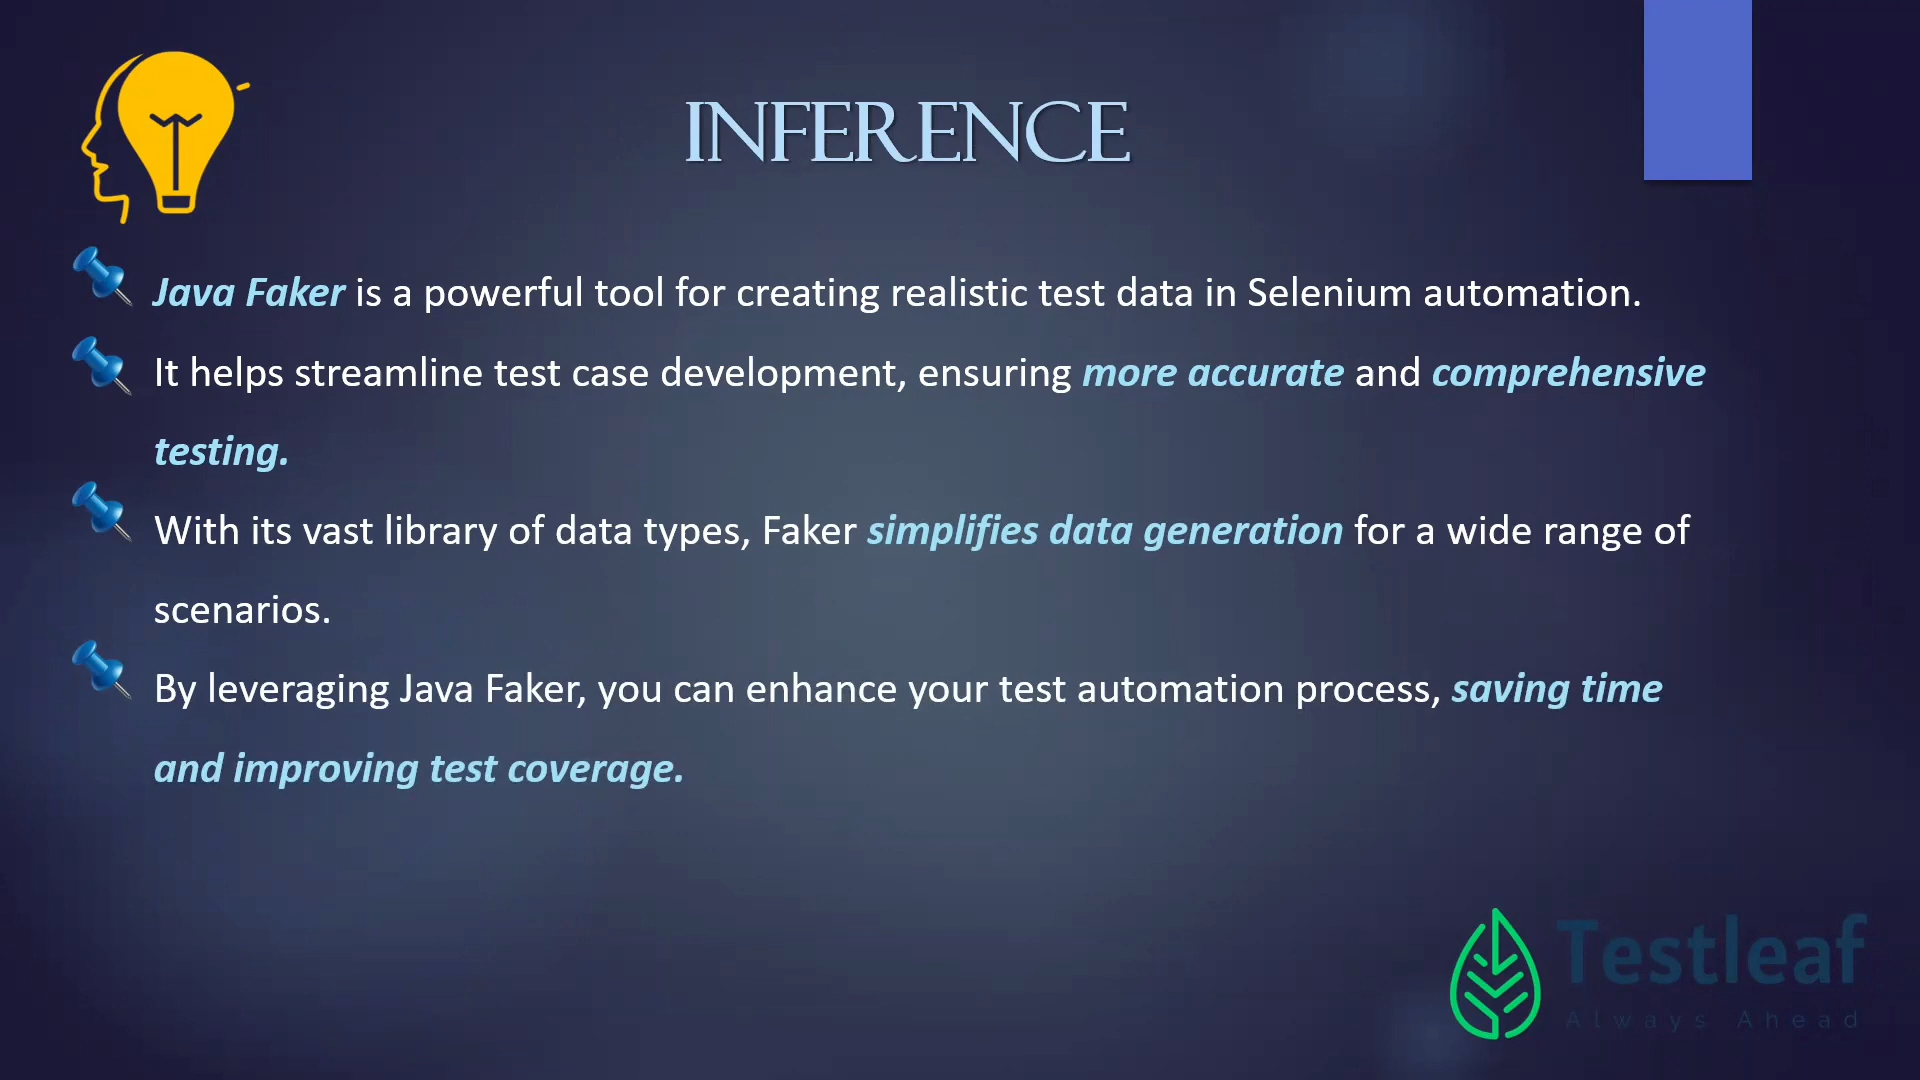 INFERENCE
Java Faker is a powerful tool for creating realistic test data in Selenium automation.
It helps streamline test case development, ensuring more accurate and comprehensive
testing.
With its vast library of data types, Faker simplifies data generation for a wide range of
scenarios.
By leveraging Java Faker, you can enhance your test automation process, saving time
and improving test coverage.
Testleaf
Always Ahead